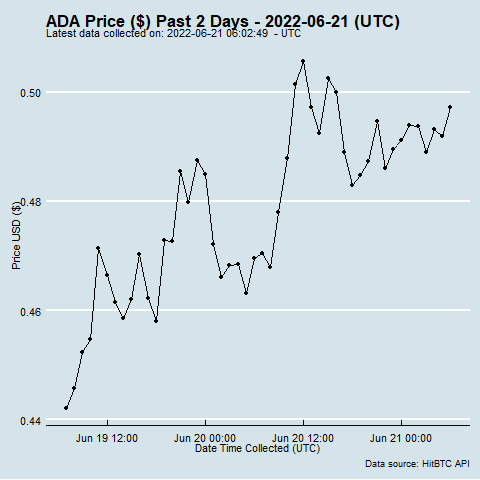 ADA Price ($) Past 2 Days - 2022-06-21 (UTC)
Latest data collected on: 2022-06-21 06:02:49  - UTC
0.50
0.48
Price USD ($)
0.46
0.44
Jun 19 12:00 Jun 20 00:00 Jun 20 12:00 Jun 21 00:00
Date Time Collected (UTC)
Data source: HitBTC API